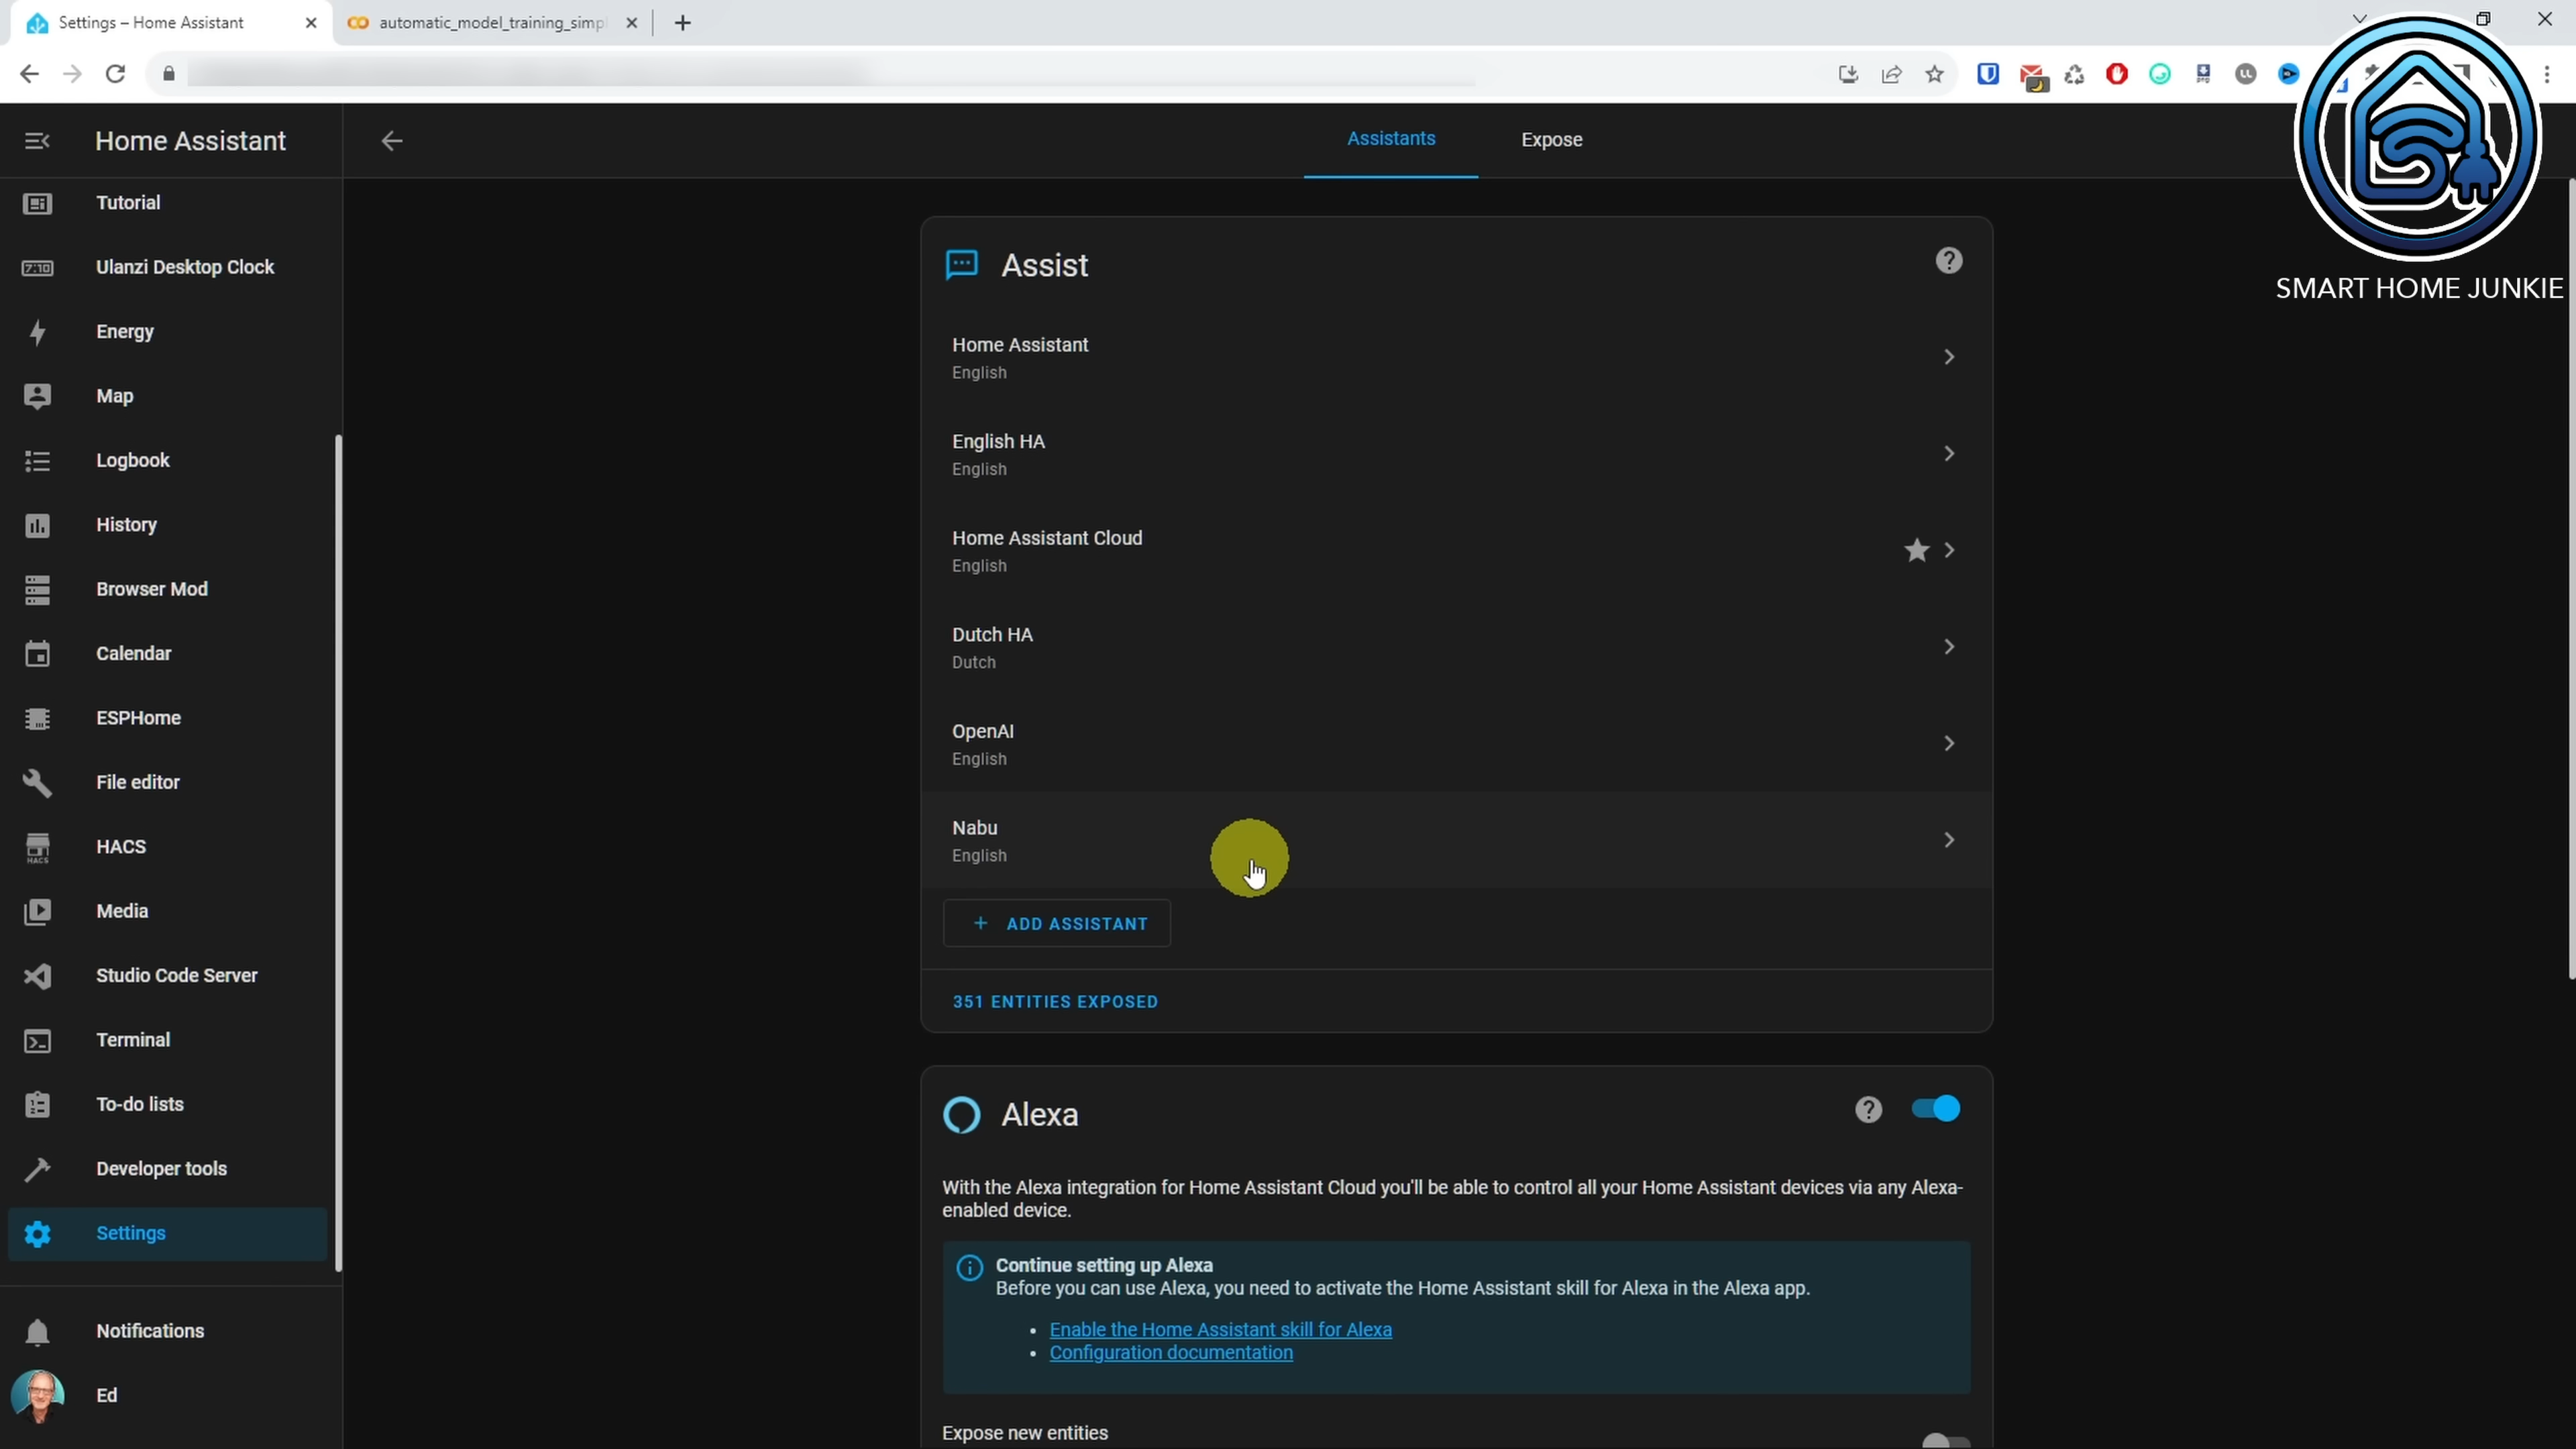 Settings – Home Assistant
automatic_model_training_simp
Home Assistant
Tutorial
Ulanzi Desktop Clock
Energy
Map
Logbook
History
Browser Mod
Calendar
ESPHome
File editor
HACS
Media
Studio Code Server
Terminal
To-do lists
Developer tools
Settings
Notifications
Ed
Assistants
Expose
SMART HOME JUNKIE
Assist
Home Assistant
English
English HA
English
Home Assistant Cloud
English
Dutch HA
Dutch
OpenAI
English
Nabu
English
+ ADD ASSISTANT
351 ENTITIES EXPOSED
Alexa
With the Alexa integration for Home Assistant Cloud you'll be able to control all your Home Assistant devices via any Alexa-
enabled device.
Continue setting up Alexa
Before you can use Alexa, you need to activate the Home Assistant skill for Alexa in the Alexa app.
• Enable the Home Assistant skill for Alexa
• Configuration documentation
Expose new entities